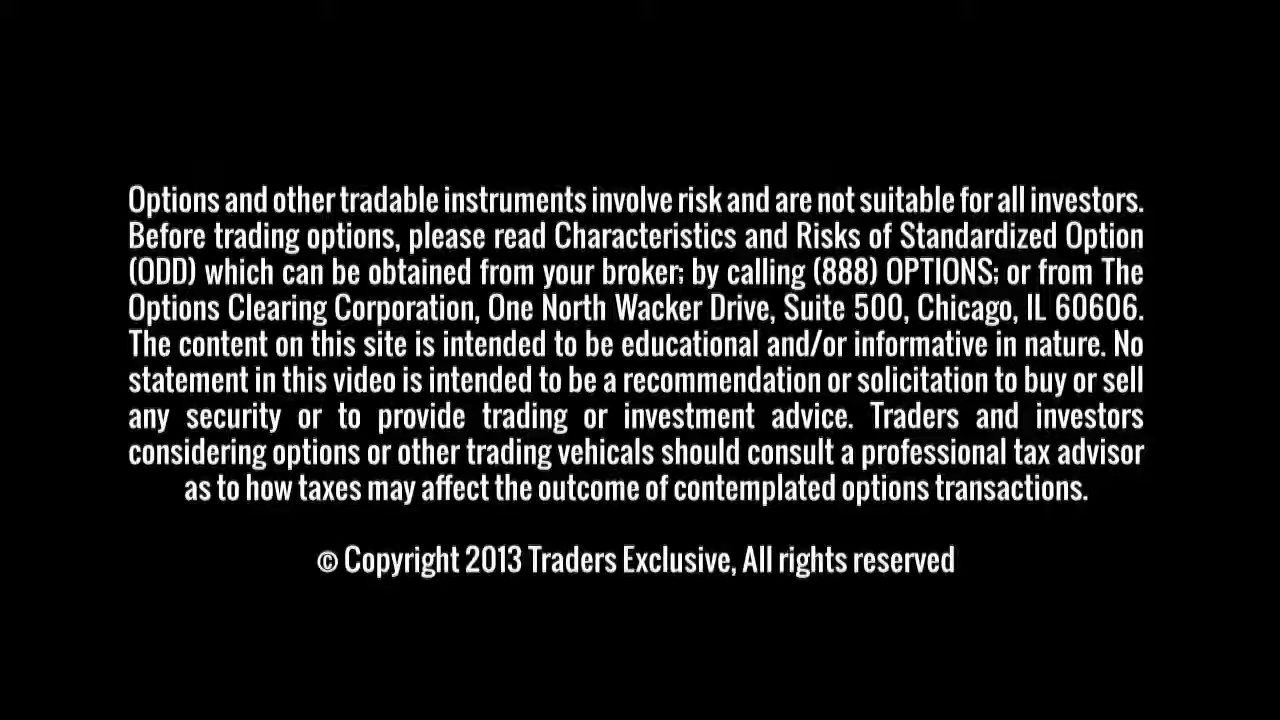 Options and other tradable instruments involve risk and are not suitable for all investors.
Before trading options, please read Characteristics and Risks of Standardized Option
(ODD) which can be obtained from your broker; by calling (888) OPTIONS; or from The
Options Clearing Corporation, One North Wacker Drive, Suite 500, Chicago, IL 60606.
The content on this site is intended to be educational and/or informative in nature. No
statement in this video is intended to be a recommendation or solicitation to buy or sell
any security or to provide trading or investment advice. Traders and investors
considering options or other trading vehicals should consult a professional tax advisor
as to how taxes may affect the outcome of contemplated options transactions.
© Copyright 2013 Traders Exclusive, All rights reserved